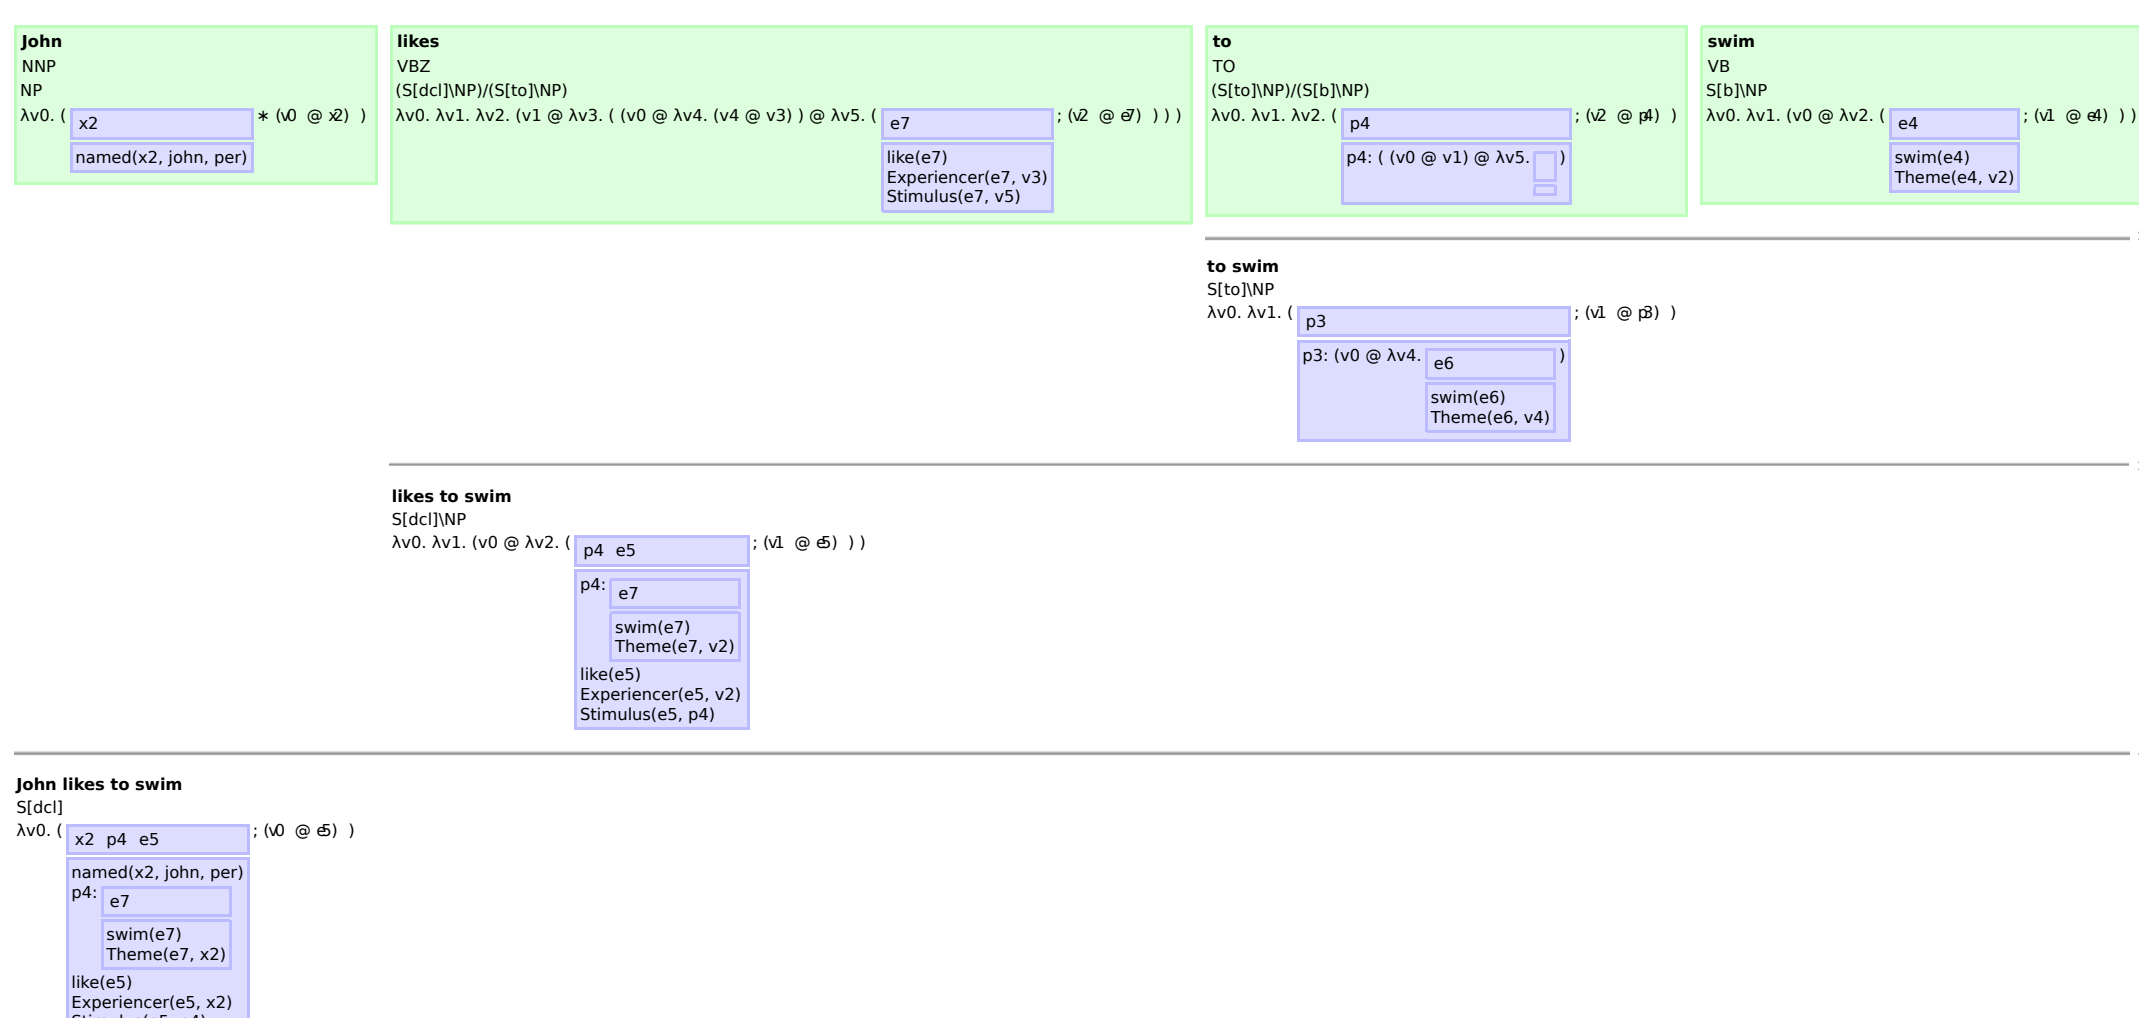 John
NNP
NP
λv0. ( x2 ∗ (v0 @ x2) )
named(x2, john, per)
likes
VBZ
(S[dcl]\NP)/(S[to]\NP)
λv0. λv1. λv2. (v1 @ λv3. ( ( (v0 @ λv4. (v4 @ v3) ) @ λv5. ( e7 ; (v2 @ e7) ) ) )
like(e7)
Experiencer(e7, v3)
Stimulus(e7, v5)
to
TO
(S[to]\NP)/(S[b]\NP)
λv0. λv1. λv2. ( p4 ; (v2 @ p4) )
p4: ( (v0 @ v1) @ λv5. )
swim
VB
S[b]\NP
λv0. λv1. (v0 @ λv2. ( e4 ; (v1 @ e4) ) )
swim(e4)
Theme(e4, v2)
to swim
S[to]\NP
λv0. λv1. ( p3 ; (v1 @ p3) )
p3: (v0 @ λv4. e6 )
swim(e6)
Theme(e6, v4)
likes to swim
S[dcl]\NP
λv0. λv1. (v0 @ λv2. ( p4 e5 ; (v1 @ e5) ) )
p4: e7
swim(e7)
Theme(e7, v2)
like(e5)
Experiencer(e5, v2)
Stimulus(e5, p4)
John likes to swim
S[dcl]
λv0. ( x2 p4 e5 ; (v0 @ e5) )
named(x2, john, per)
p4: e7
swim(e7)
Theme(e7, x2)
like(e5)
Experiencer(e5, x2)